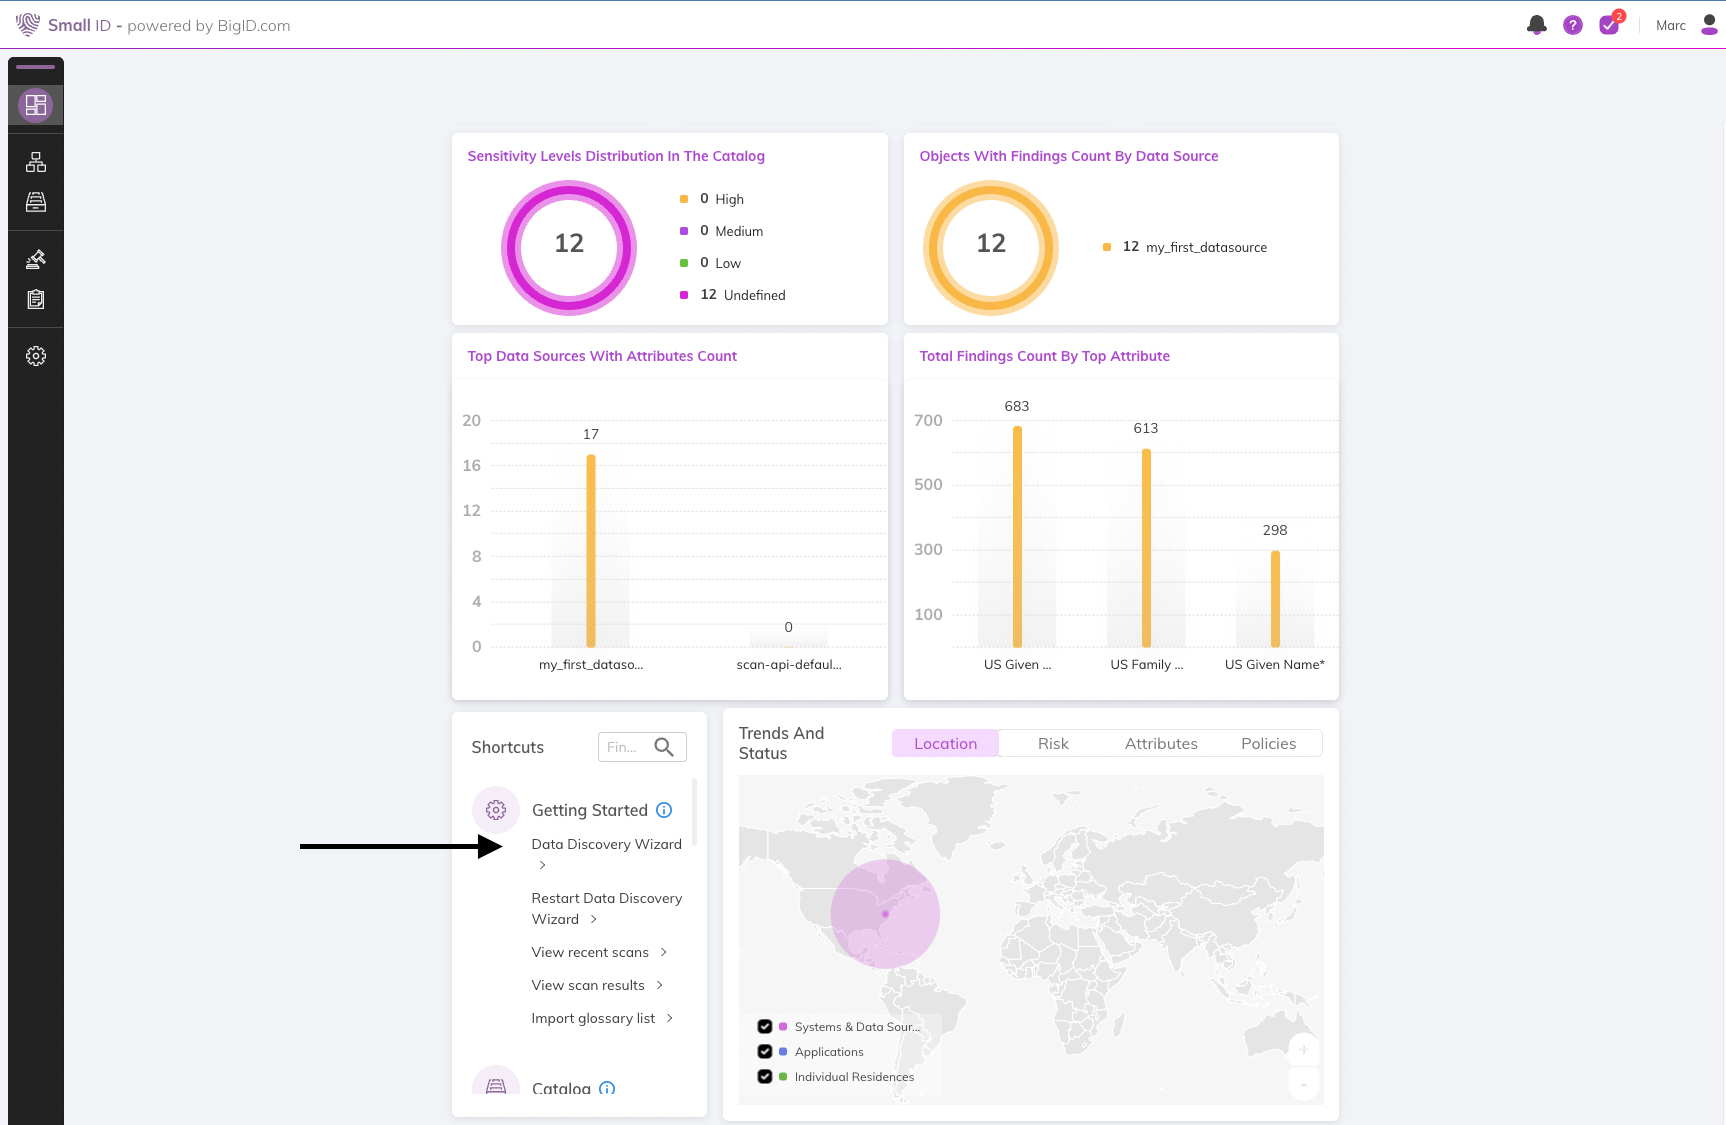 Small ID - powered by BigID.com
?
2
Marc
Sensitivity Levels Distribution In The Catalog
12
0 High
0 Medium
0 Low
12 Undefined
Objects With Findings Count By Data Source
12
12 my_first_datasource
Top Data Sources With Attributes Count
20
16
12
8
4
0
17
0
my_first_dataso...
scan-api-defaul...
Total Findings Count By Top Attribute
700
500
300
100
683
613
298
US Given ...
US Family ...
US Given Name*
Shortcuts
Fin...
Getting Started
Data Discovery Wizard
>
Restart Data Discovery
Wizard >
View recent scans >
View scan results >
Import glossary list >
Catalog
Trends And
Status
Location
Risk
Attributes
Policies
Systems & Data Sour...
Applications
Individual Residences
+
-